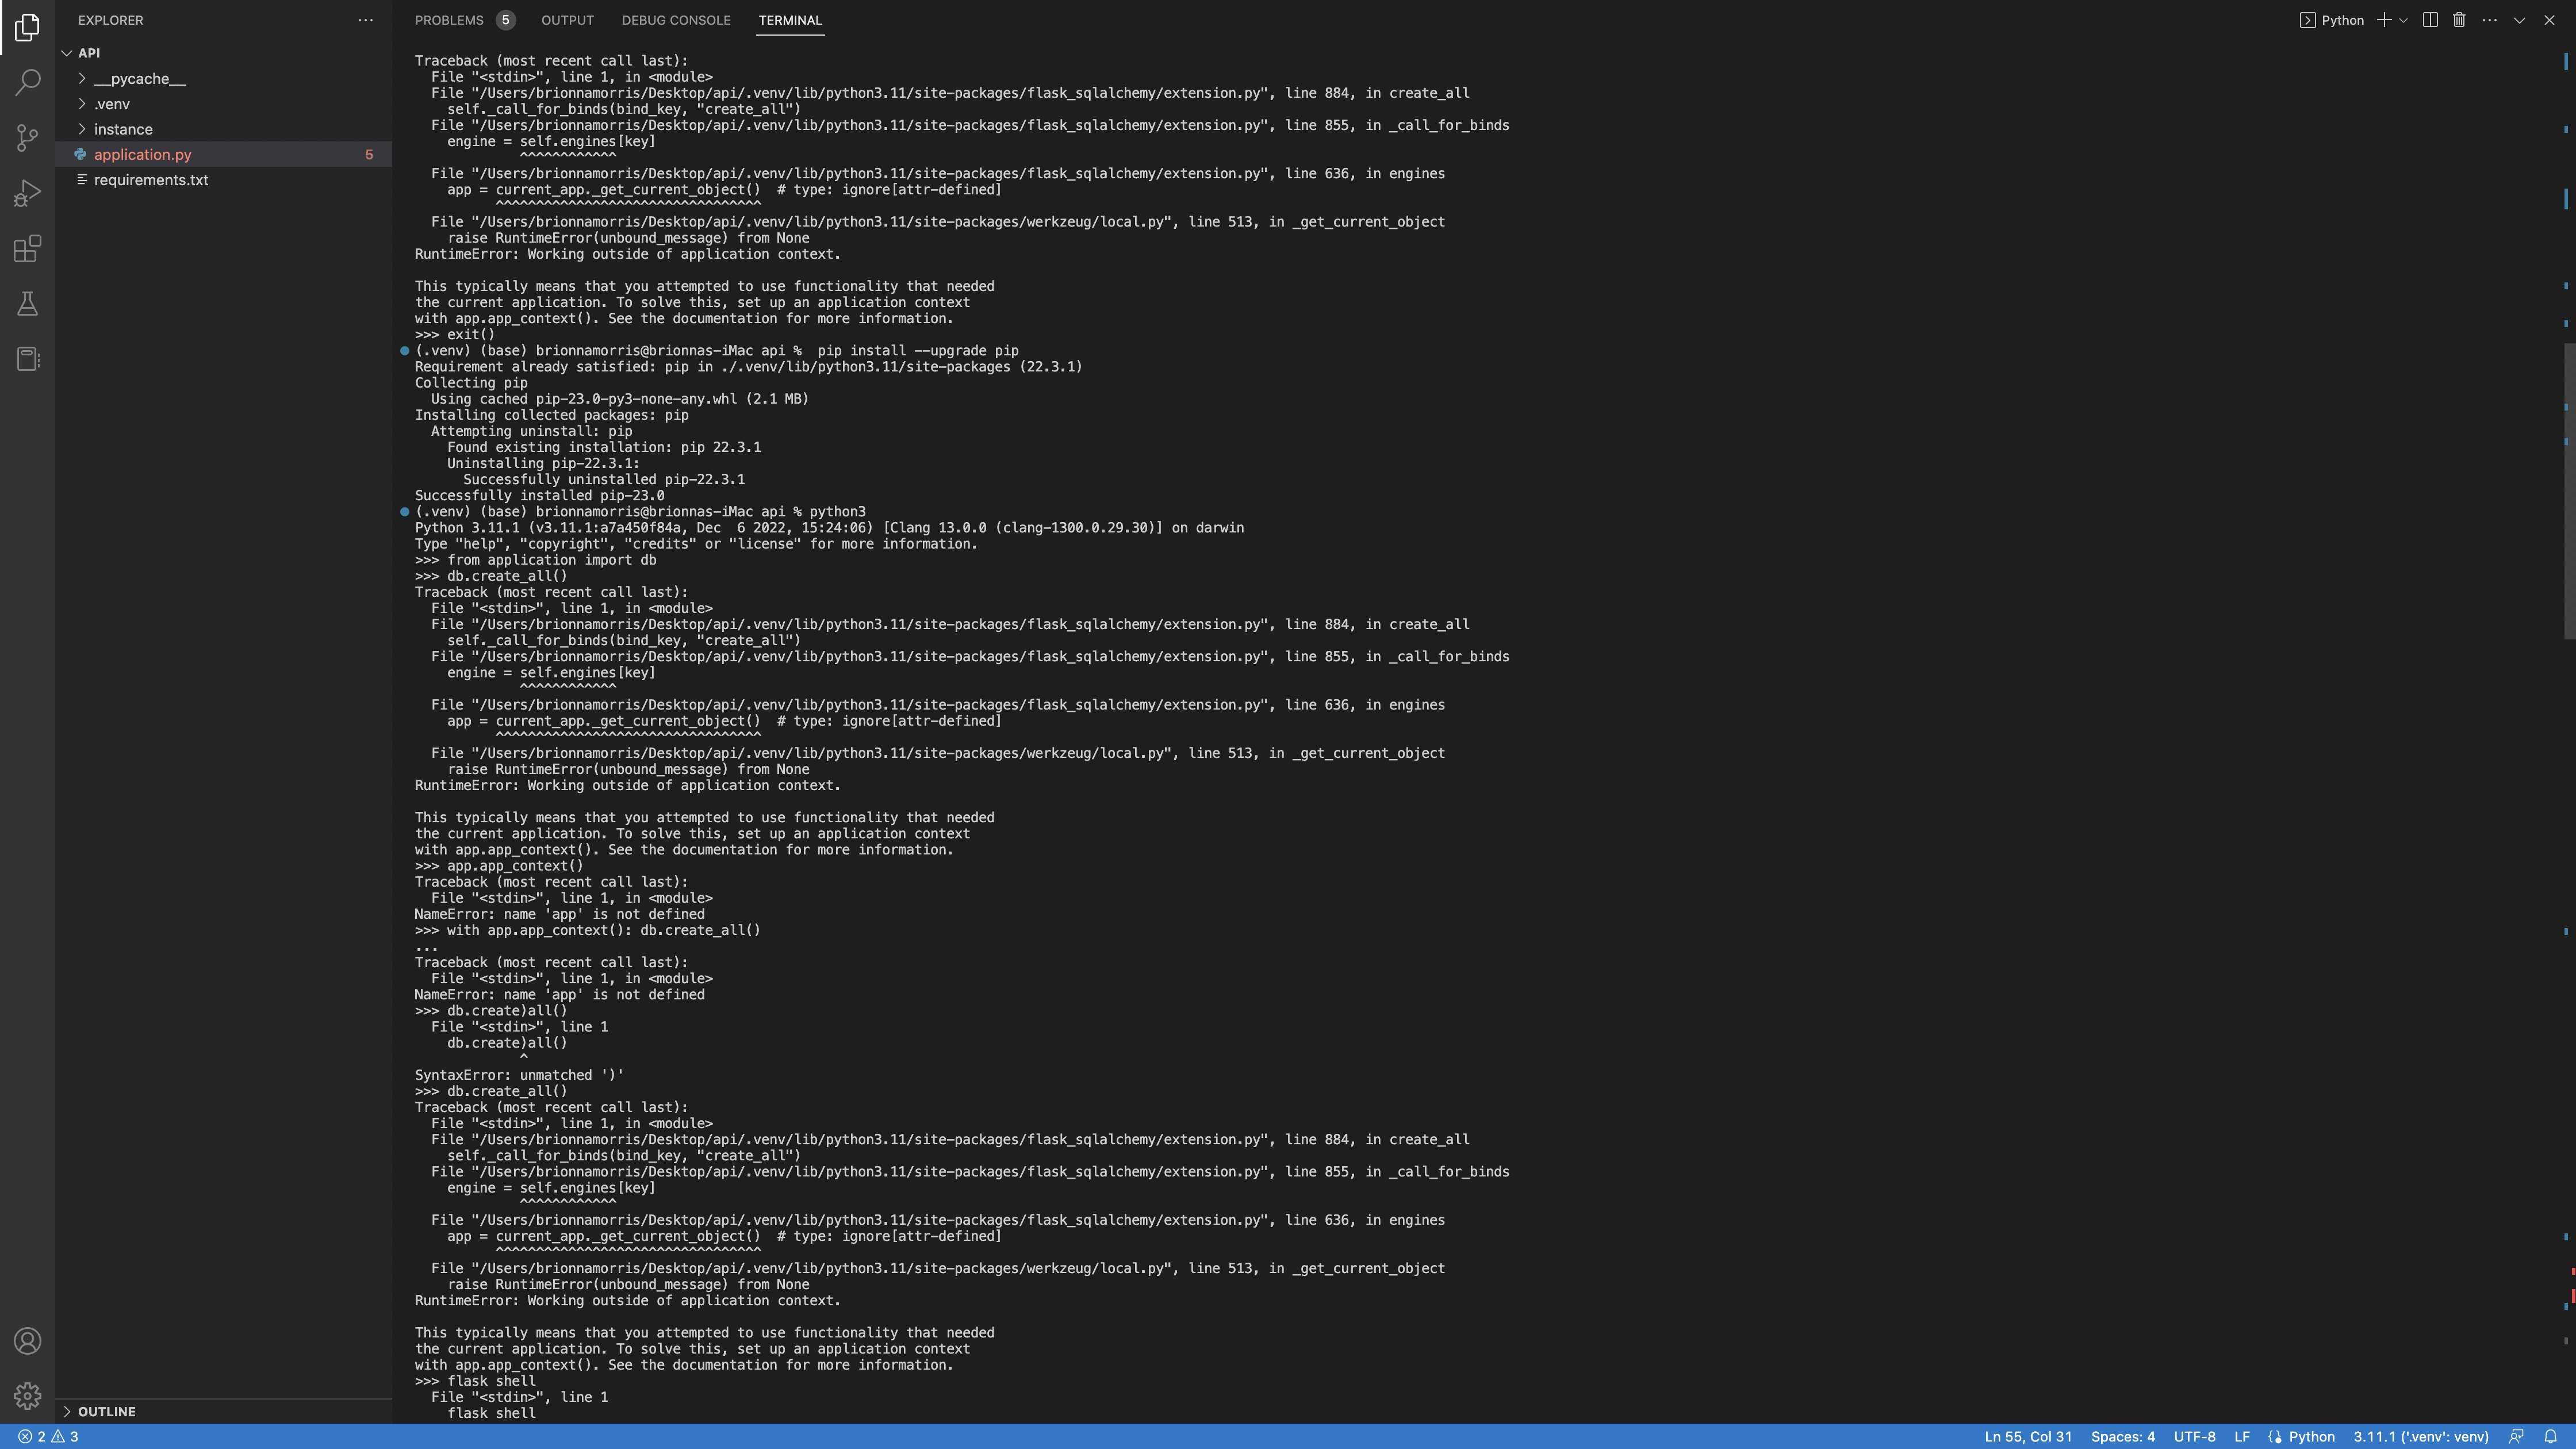 EXPLORER
API
__pycache__
.venv
instance
application.py 5
requirements.txt
OUTLINE
PROBLEMS 5 OUTPUT DEBUG CONSOLE TERMINAL
Python
Traceback (most recent call last):
  File "<stdin>", line 1, in <module>
  File "/Users/brionnamorris/Desktop/api/.venv/lib/python3.11/site-packages/flask_sqlalchemy/extension.py", line 884, in create_all
    self._call_for_binds(bind_key, "create_all")
  File "/Users/brionnamorris/Desktop/api/.venv/lib/python3.11/site-packages/flask_sqlalchemy/extension.py", line 855, in _call_for_binds
    engine = self.engines[key]
             ^^^^^^^^^^^^
  File "/Users/brionnamorris/Desktop/api/.venv/lib/python3.11/site-packages/flask_sqlalchemy/extension.py", line 636, in engines
    app = current_app._get_current_object()  # type: ignore[attr-defined]
          ^^^^^^^^^^^^^^^^^^^^^^^^^^^^^^^^^
  File "/Users/brionnamorris/Desktop/api/.venv/lib/python3.11/site-packages/werkzeug/local.py", line 513, in _get_current_object
    raise RuntimeError(unbound_message) from None
RuntimeError: Working outside of application context.
This typically means that you attempted to use functionality that needed
the current application. To solve this, set up an application context
with app.app_context(). See the documentation for more information.
>>> exit()
(.venv) (base) brionnamorris@brionnas-iMac api %  pip install --upgrade pip
Requirement already satisfied: pip in ./.venv/lib/python3.11/site-packages (22.3.1)
Collecting pip
  Using cached pip-23.0-py3-none-any.whl (2.1 MB)
Installing collected packages: pip
  Attempting uninstall: pip
    Found existing installation: pip 22.3.1
    Uninstalling pip-22.3.1:
      Successfully uninstalled pip-22.3.1
Successfully installed pip-23.0
(.venv) (base) brionnamorris@brionnas-iMac api % python3
Python 3.11.1 (v3.11.1:a7a450f84a, Dec  6 2022, 15:24:06) [Clang 13.0.0 (clang-1300.0.29.30)] on darwin
Type "help", "copyright", "credits" or "license" for more information.
>>> from application import db
>>> db.create_all()
Traceback (most recent call last):
  File "<stdin>", line 1, in <module>
  File "/Users/brionnamorris/Desktop/api/.venv/lib/python3.11/site-packages/flask_sqlalchemy/extension.py", line 884, in create_all
    self._call_for_binds(bind_key, "create_all")
  File "/Users/brionnamorris/Desktop/api/.venv/lib/python3.11/site-packages/flask_sqlalchemy/extension.py", line 855, in _call_for_binds
    engine = self.engines[key]
             ^^^^^^^^^^^^
  File "/Users/brionnamorris/Desktop/api/.venv/lib/python3.11/site-packages/flask_sqlalchemy/extension.py", line 636, in engines
    app = current_app._get_current_object()  # type: ignore[attr-defined]
          ^^^^^^^^^^^^^^^^^^^^^^^^^^^^^^^^^
  File "/Users/brionnamorris/Desktop/api/.venv/lib/python3.11/site-packages/werkzeug/local.py", line 513, in _get_current_object
    raise RuntimeError(unbound_message) from None
RuntimeError: Working outside of application context.
This typically means that you attempted to use functionality that needed
the current application. To solve this, set up an application context
with app.app_context(). See the documentation for more information.
>>> app.app_context()
Traceback (most recent call last):
  File "<stdin>", line 1, in <module>
NameError: name 'app' is not defined
>>> with app.app_context(): db.create_all()
...
Traceback (most recent call last):
  File "<stdin>", line 1, in <module>
NameError: name 'app' is not defined
>>> db.create)all()
  File "<stdin>", line 1
    db.create)all()
             ^
SyntaxError: unmatched ')'
>>> db.create_all()
Traceback (most recent call last):
  File "<stdin>", line 1, in <module>
  File "/Users/brionnamorris/Desktop/api/.venv/lib/python3.11/site-packages/flask_sqlalchemy/extension.py", line 884, in create_all
    self._call_for_binds(bind_key, "create_all")
  File "/Users/brionnamorris/Desktop/api/.venv/lib/python3.11/site-packages/flask_sqlalchemy/extension.py", line 855, in _call_for_binds
    engine = self.engines[key]
             ^^^^^^^^^^^^
  File "/Users/brionnamorris/Desktop/api/.venv/lib/python3.11/site-packages/flask_sqlalchemy/extension.py", line 636, in engines
    app = current_app._get_current_object()  # type: ignore[attr-defined]
          ^^^^^^^^^^^^^^^^^^^^^^^^^^^^^^^^^
  File "/Users/brionnamorris/Desktop/api/.venv/lib/python3.11/site-packages/werkzeug/local.py", line 513, in _get_current_object
    raise RuntimeError(unbound_message) from None
RuntimeError: Working outside of application context.
This typically means that you attempted to use functionality that needed
the current application. To solve this, set up an application context
with app.app_context(). See the documentation for more information.
>>> flask shell
  File "<stdin>", line 1
    flask shell
2 3
Ln 55, Col 31 Spaces: 4 UTF-8 LF Python 3.11.1 ('.venv': venv)